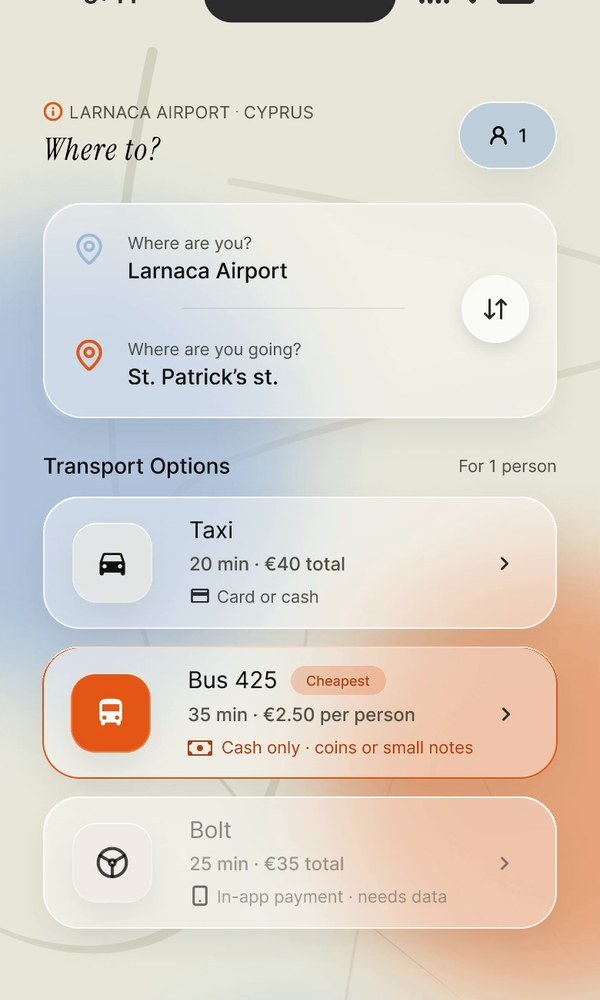 LARNACA AIRPORT · CYPRUS
Where to?
1
Where are you?
Larnaca Airport
Where are you going?
St. Patrick’s st.
Transport Options
For 1 person
Taxi
20 min · €40 total
Card or cash
Bus 425
Cheapest
35 min · €2.50 per person
Cash only · coins or small notes
Bolt
25 min · €35 total
In-app payment · needs data